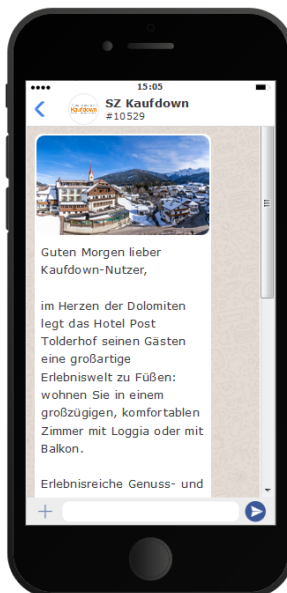 15:05
SZ Kaufdown
#10529
Guten Morgen lieber
Kaufdown-Nutzer,
im Herzen der Dolomiten
legt das Hotel Post
Tolderhof seinen Gästen
eine großartige
Erlebniswelt zu Füßen:
wohnen Sie in einem
großzügigen, komfortablen
Zimmer mit Loggia oder mit
Balkon.
Erlebnisreiche Genuss- und